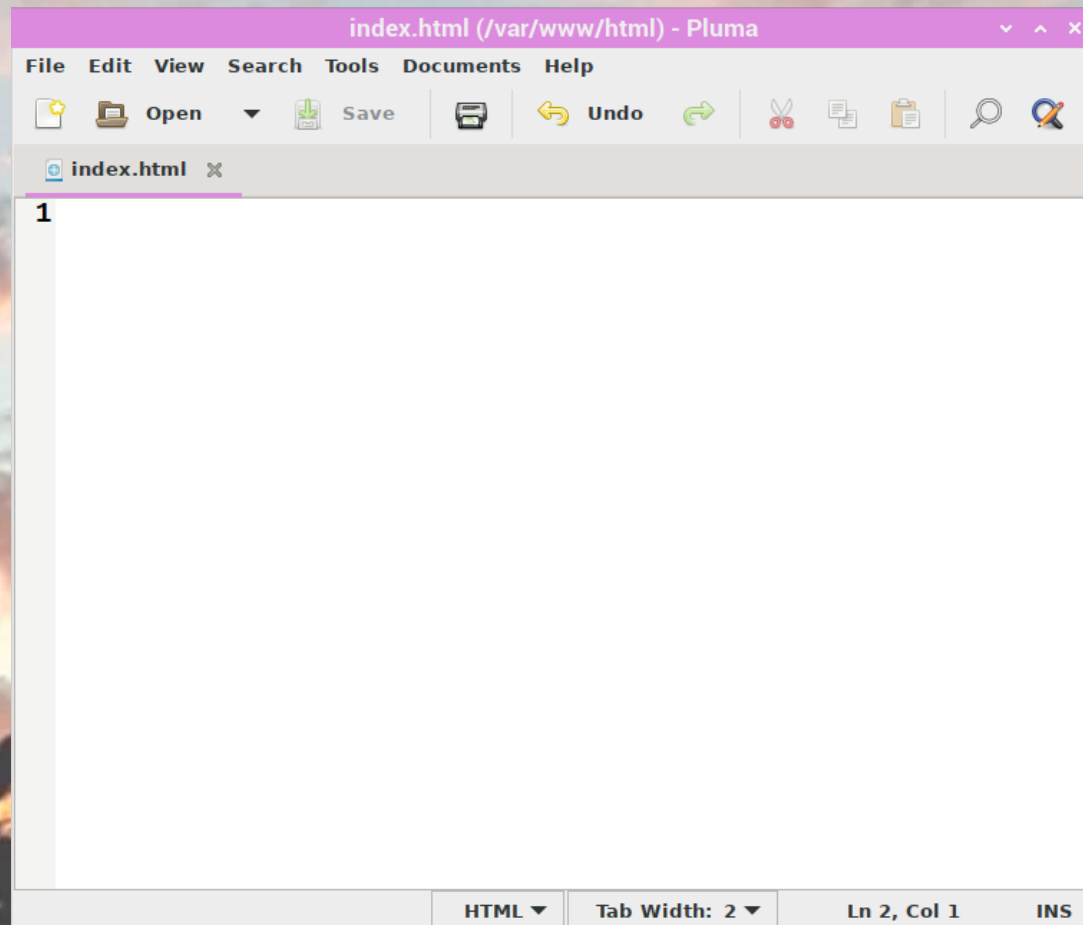 index.html (/var/www/html) - Pluma
File Edit View Search Tools Documents Help
Open Save Undo
index.html
1
HTML Tab Width: 2 Ln 2, Col 1 INS